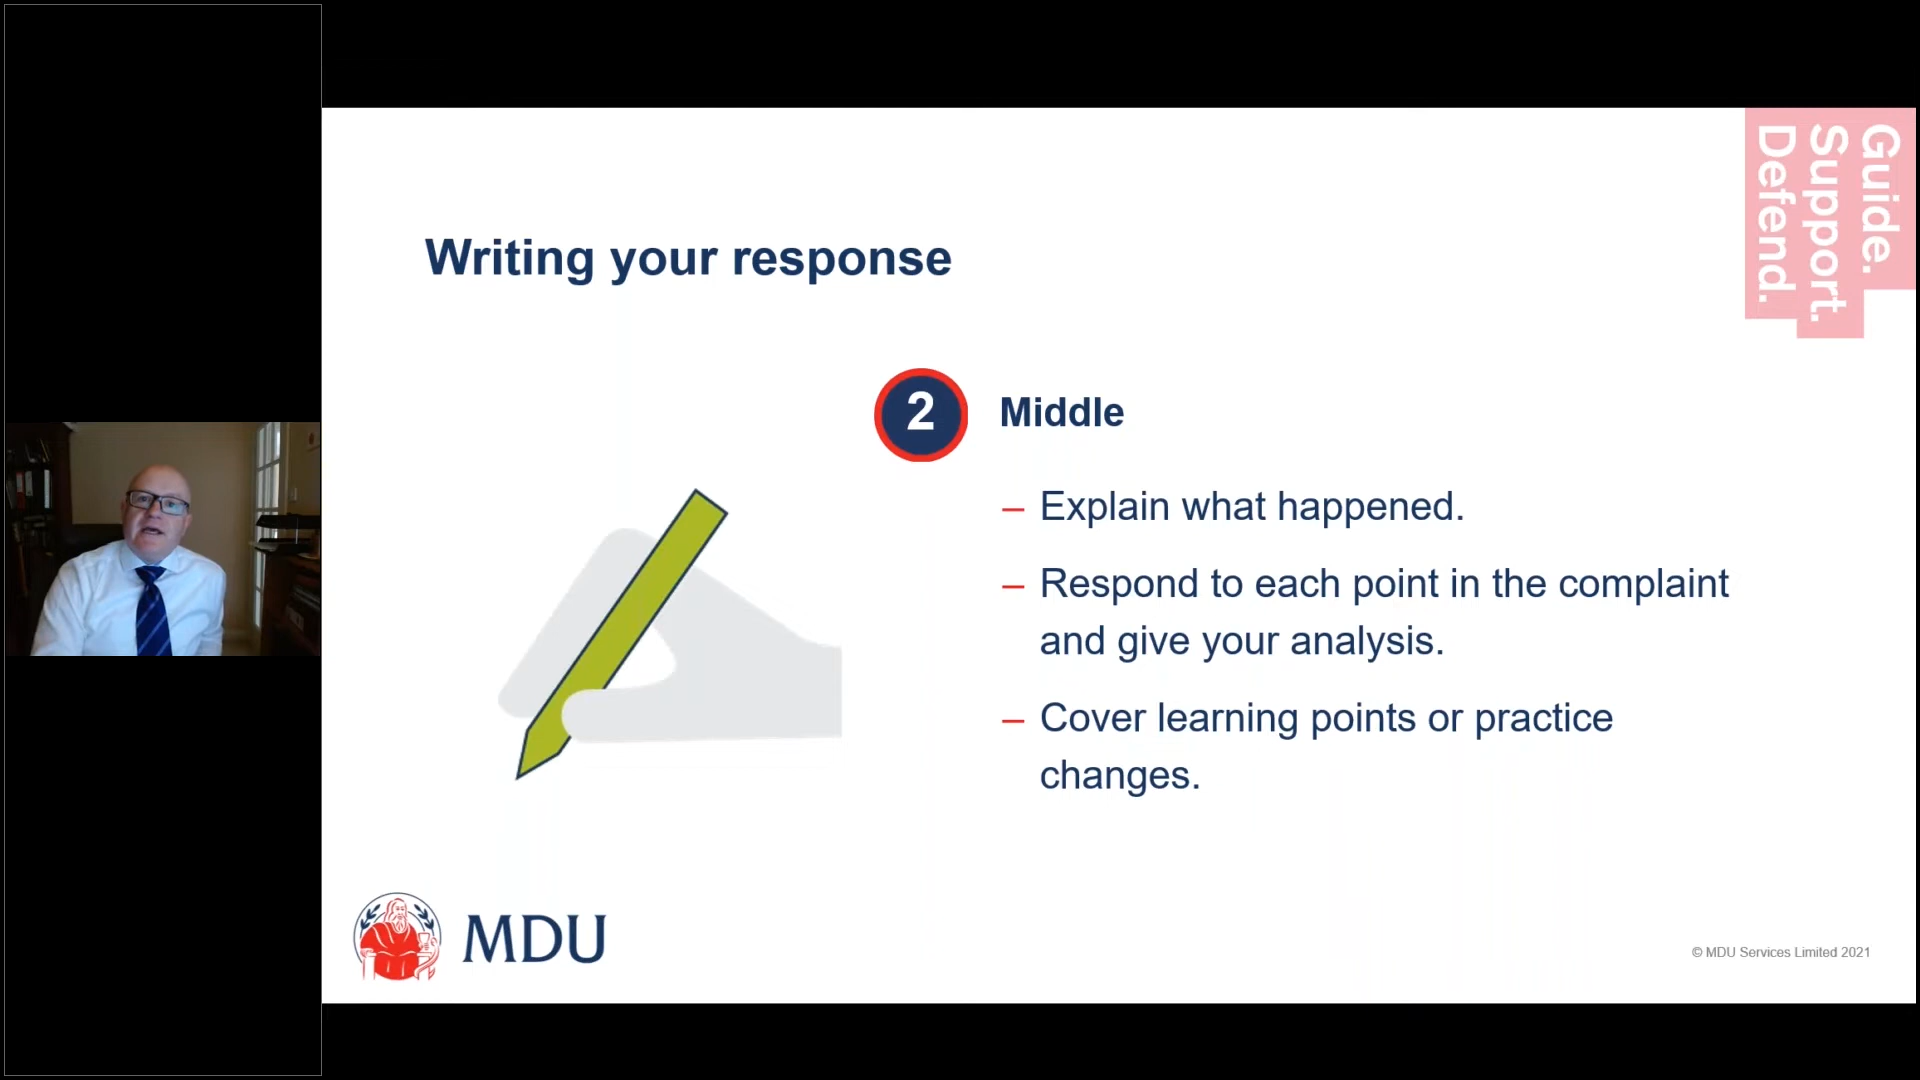 Guide.
Support.
Defend.
Writing your response
2
Middle
– Explain what happened.
– Respond to each point in the complaint
and give your analysis.
– Cover learning points or practice
changes.
MDU
© MDU Services Limited 2021